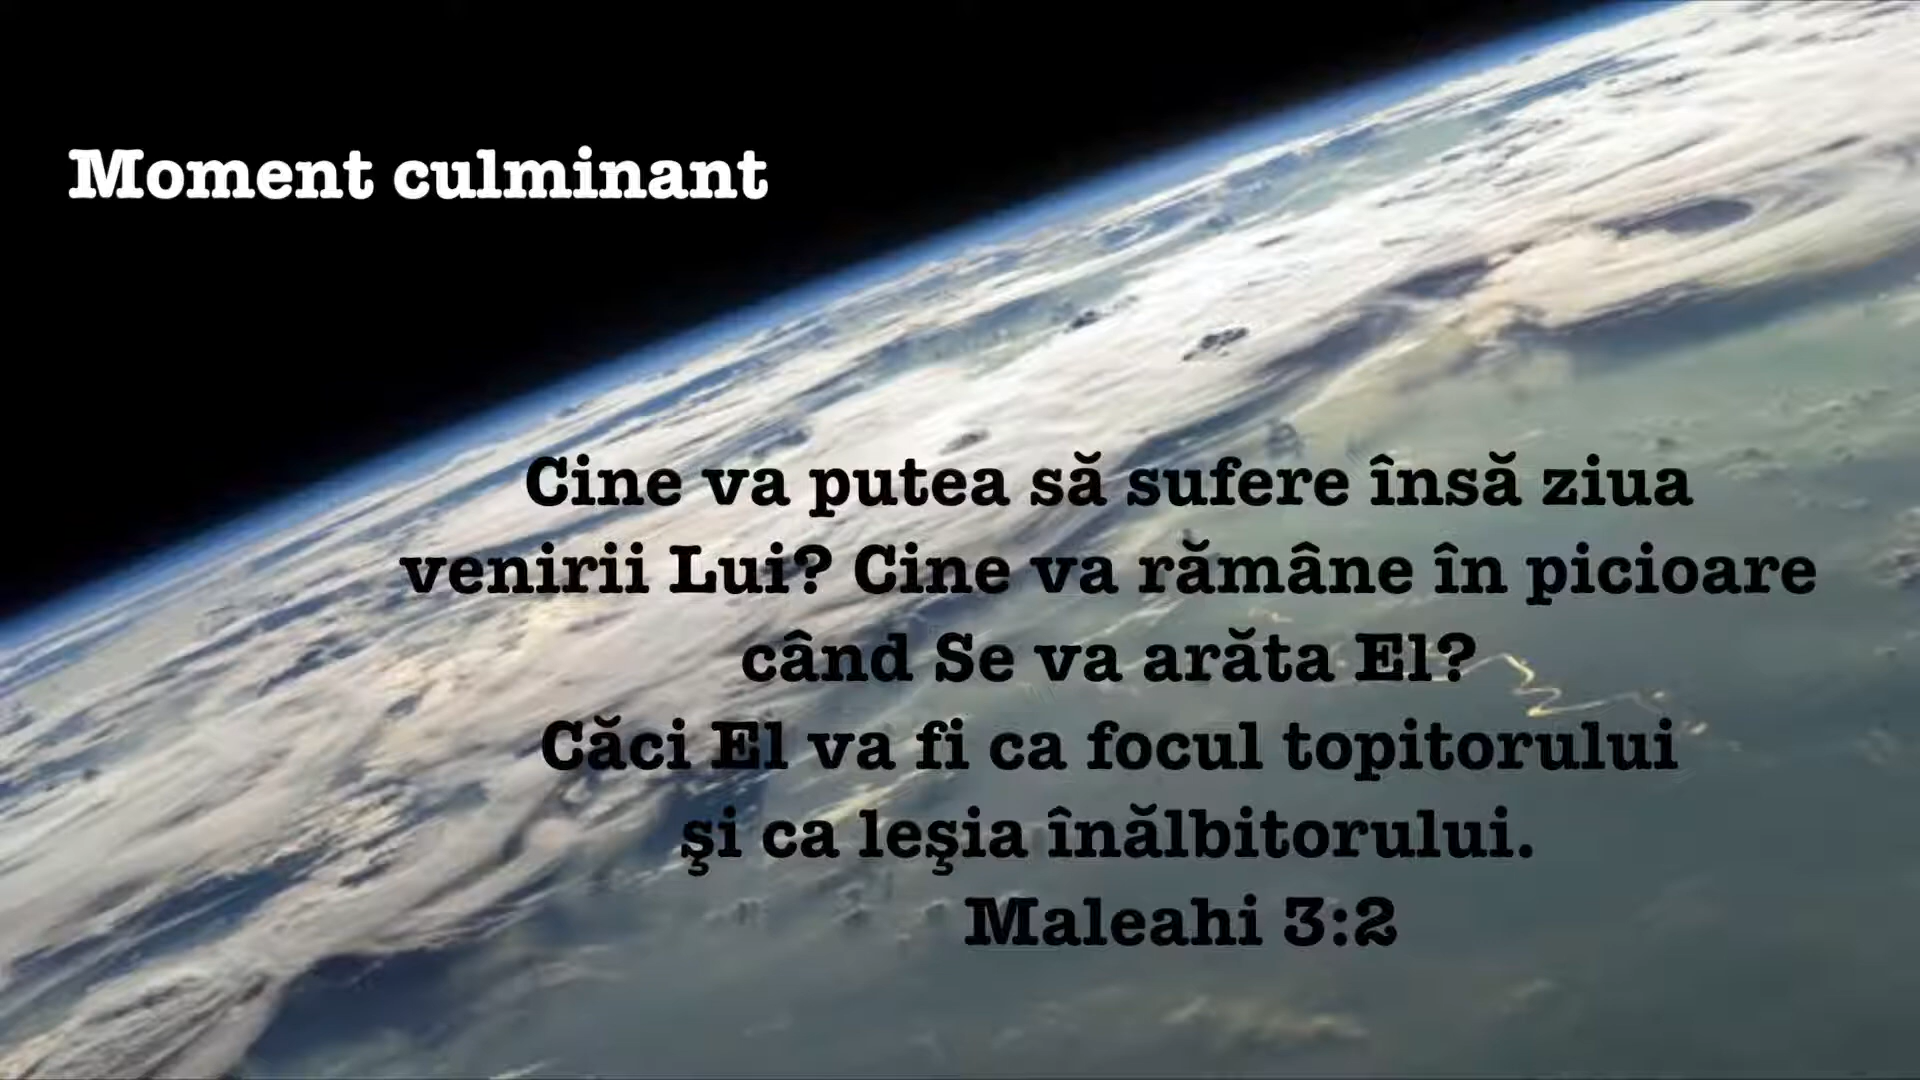 Moment culminant
Cine va putea să sufere însă ziua
venirii Lui? Cine va rămâne în picioare
când Se va arăta El?
Căci El va fi ca focul topitorului
şi ca leşia înălbitorului.
Maleahi 3:2